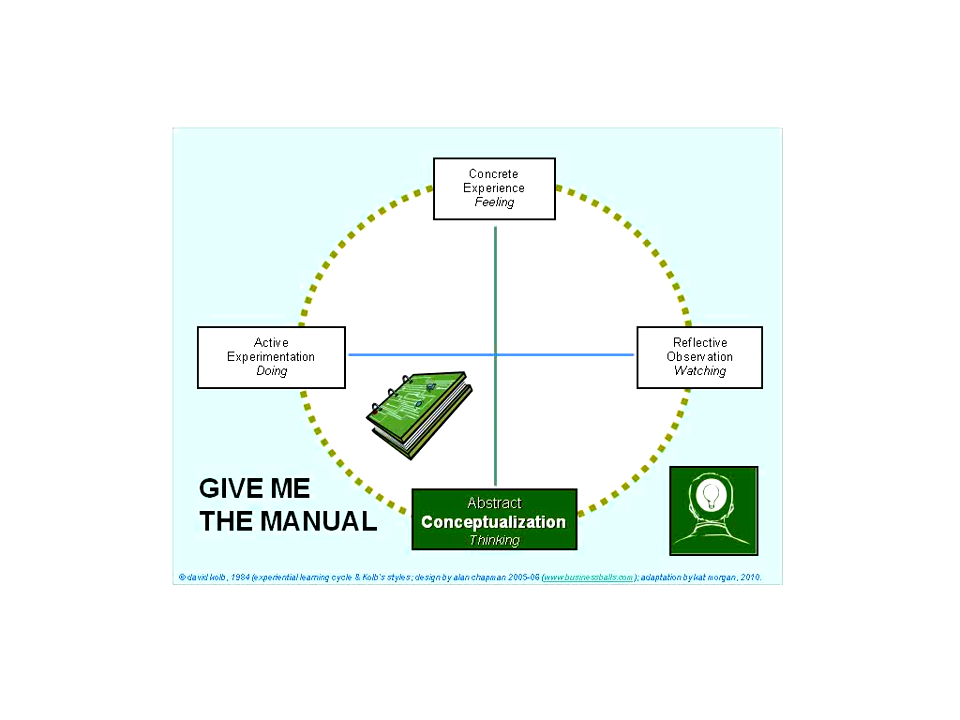 Concrete
Experience
Feeling
Active
Experimentation
Doing
Reflective
Observation
Watching
GIVE ME
THE MANUAL
Abstract
Conceptualization
Thinking
© david kolb, 1984 (experiential learning cycle & Kolb's styles; design by alan chapman 2005-06 (www.businessballs.com); adaptation by kat morgan, 2010.